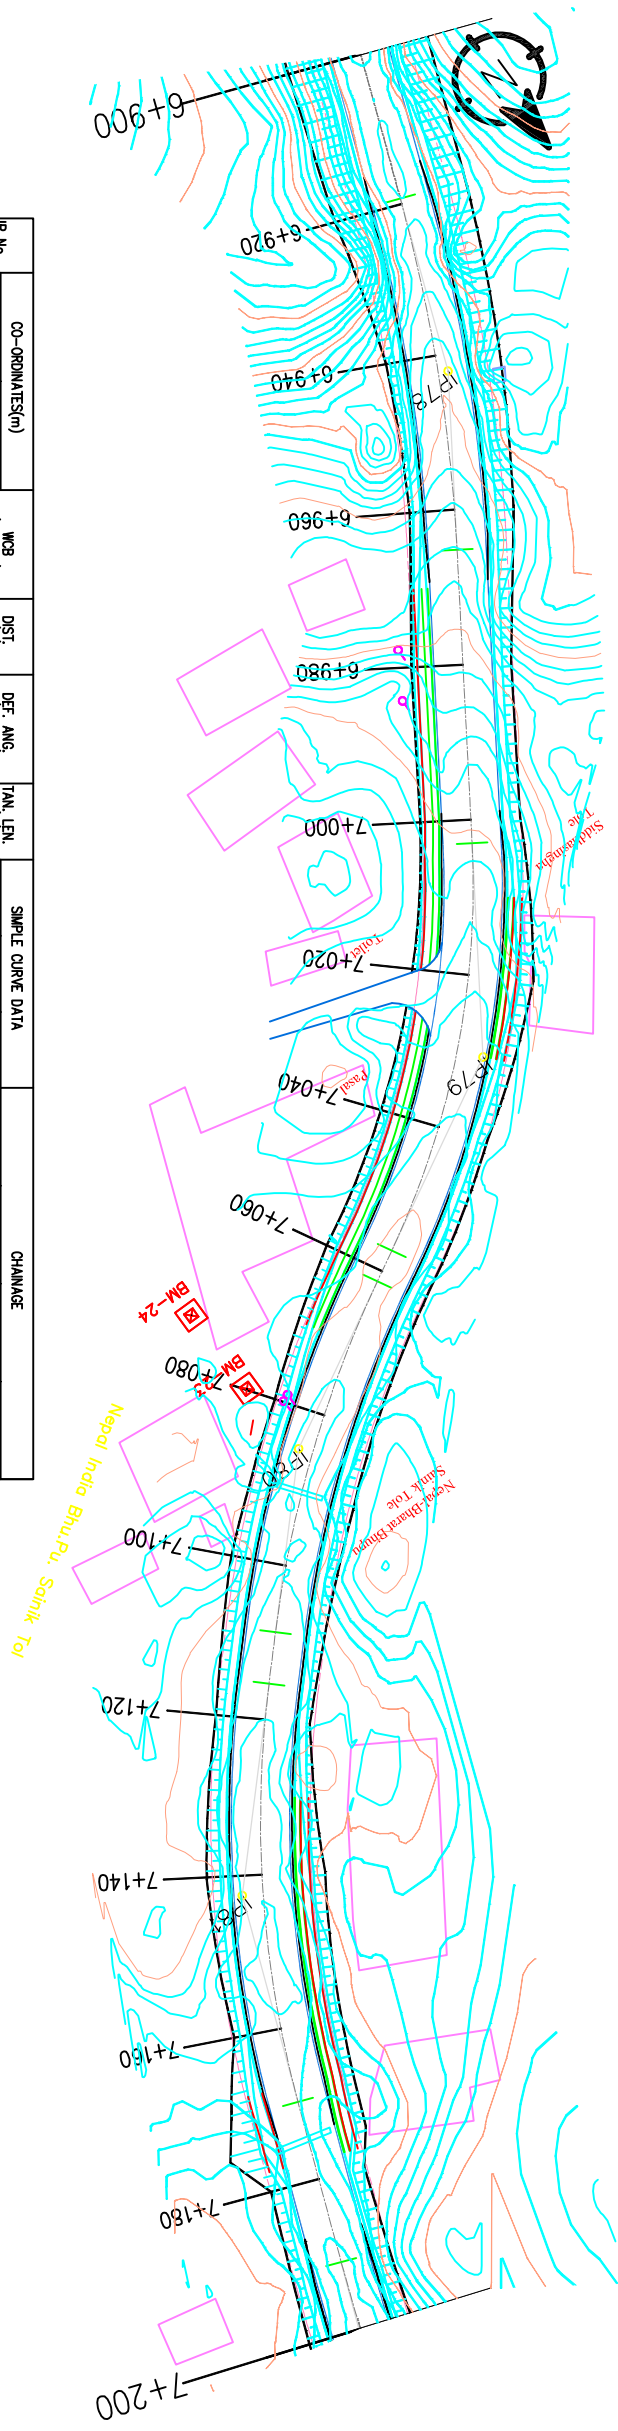 N
6+900
6+920
6+940
IP78
6+960
6+980
7+000
Siddhasingha
Tole
Toilet
7+020
IP79
Pasal
7+040
7+060
BM-24
7+080
IP80
Nepal-Bharat Bhupu
Sainik Tole
Nepal India Bhu.Pu. Sainik Tol
7+100
7+120
7+140
IP81
7+160
7+180
7+200
IP No.
CO-ORDINATES(m)
WCB
DIST.
DEF. ANG.
TAN. LEN.
SIMPLE CURVE DATA
CHAINAGE